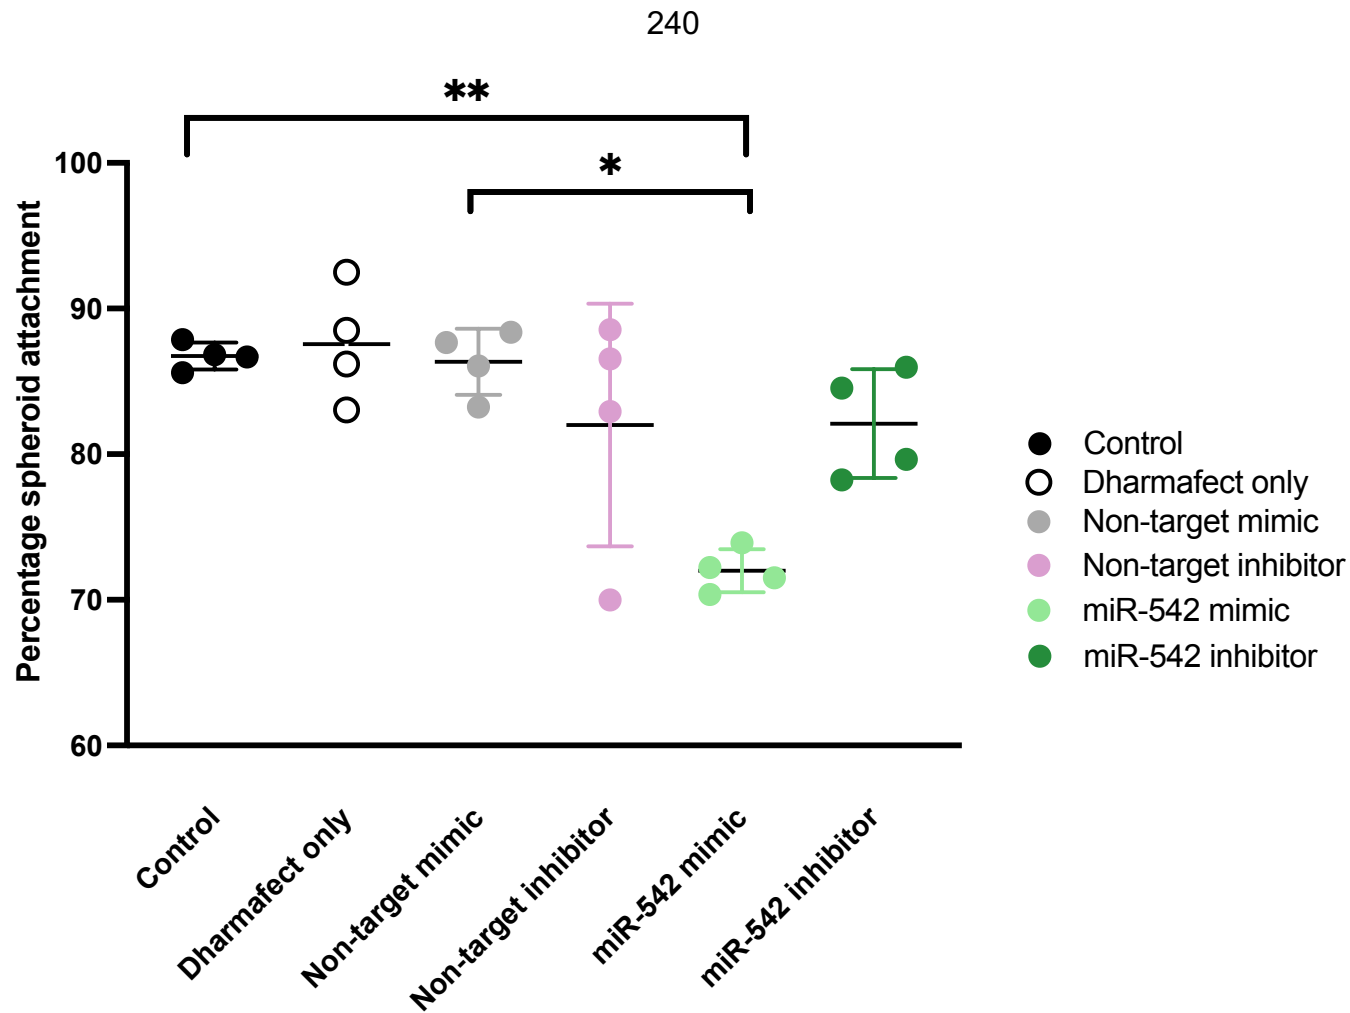 240
**
*
Percentage spheroid attachment
100
90
80
70
60
Control
Dharmafect only
Non-target mimic
Non-target inhibitor
miR-542 mimic
miR-542 inhibitor
Control
Dharmafect only
Non-target mimic
Non-target inhibitor
miR-542 mimic
miR-542 inhibitor